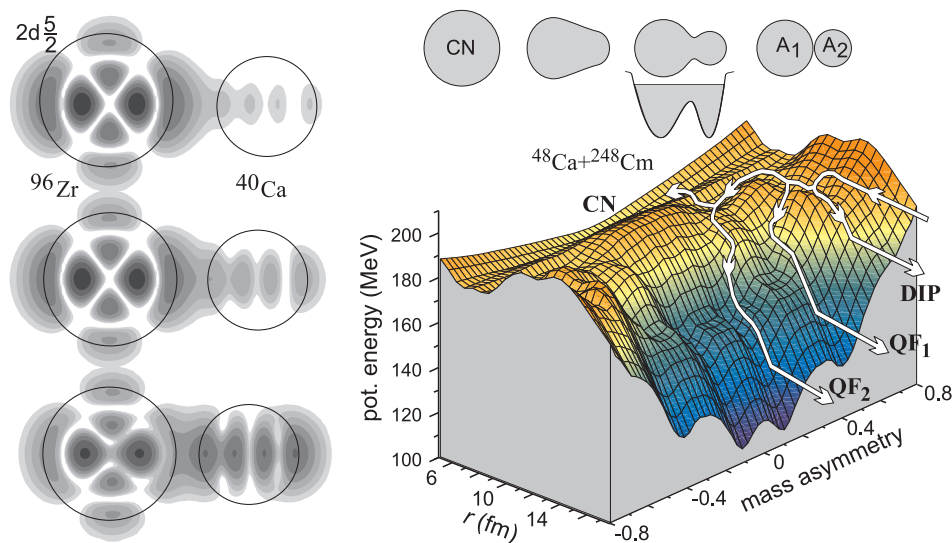 2d 5/2
96Zr
40Ca
CN
A1
A2
48Ca+248Cm
CN
DIP
QF1
QF2
pot. energy (MeV)
200
180
160
140
120
100
6
10
14
r (fm)
-0.8
-0.4
0
0.4
0.8
mass asymmetry